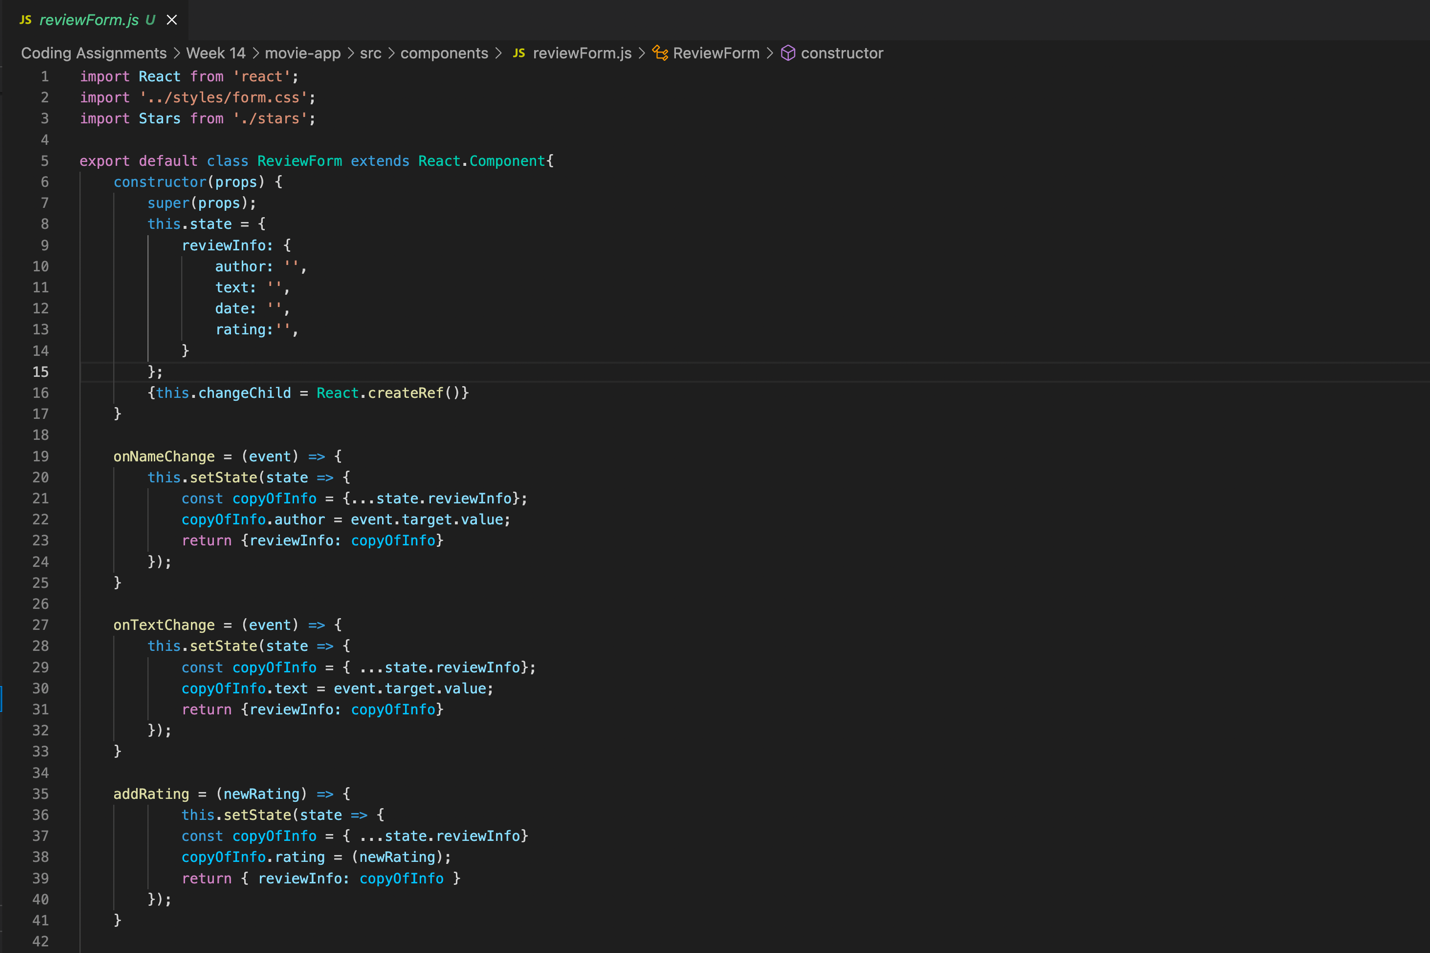 JS reviewForm.js U ×
Coding Assignments > Week 14 > movie-app > src > components > JS reviewForm.js > ReviewForm > constructor
1 import React from 'react';
2 import '../styles/form.css';
3 import Stars from './stars';
4
5 export default class ReviewForm extends React.Component{
6     constructor(props) {
7         super(props);
8         this.state = {
9             reviewInfo: {
10                 author: '',
11                 text: '',
12                 date: '',
13                 rating:'',
14             }
15         };
16         {this.changeChild = React.createRef()}
17     }
18
19     onNameChange = (event) => {
20         this.setState(state => {
21             const copyOfInfo = {...state.reviewInfo};
22             copyOfInfo.author = event.target.value;
23             return {reviewInfo: copyOfInfo}
24         });
25     }
26
27     onTextChange = (event) => {
28         this.setState(state => {
29             const copyOfInfo = { ...state.reviewInfo};
30             copyOfInfo.text = event.target.value;
31             return {reviewInfo: copyOfInfo}
32         });
33     }
34
35     addRating = (newRating) => {
36             this.setState(state => {
37             const copyOfInfo = { ...state.reviewInfo}
38             copyOfInfo.rating = (newRating);
39             return { reviewInfo: copyOfInfo }
40         });
41     }
42